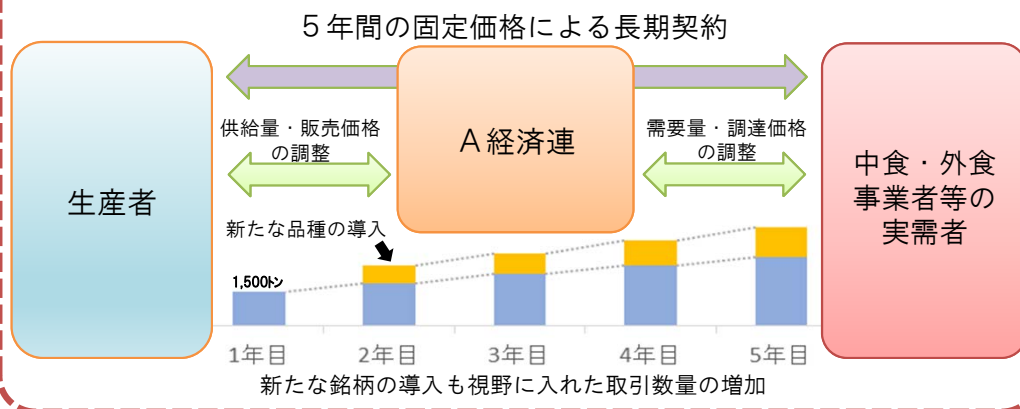 ５年間の固定価格による長期契約
生産者
供給量・販売価格
の調整
Ａ経済連
需要量・調達価格
の調整
中食・外食
事業者等の
実需者
新たな品種の導入
1,500㌧
1年目
2年目
3年目
4年目
5年目
新たな銘柄の導入も視野に入れた取引数量の増加